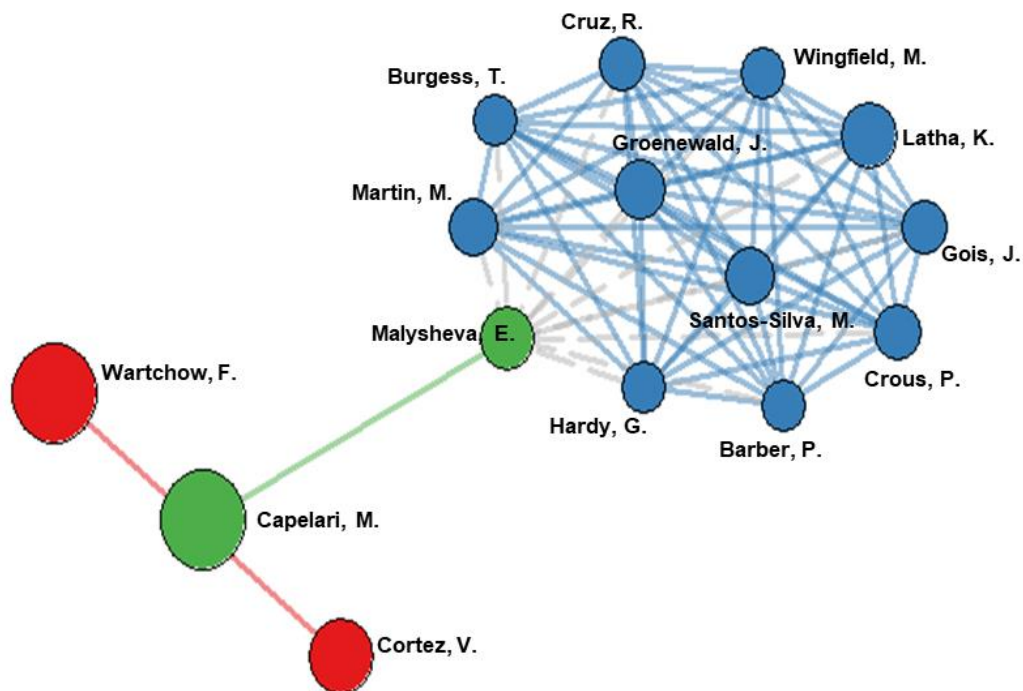 Cruz, R.
Wingfield, M.
Burgess, T.
Groenewald, J.
Latha, K.
Martin, M.
Gois, J.
Santos-Silva, M.
Malysheva, E.
Wartchow, F.
Crous, P.
Hardy, G.
Barber, P.
Capelari, M.
Cortez, V.